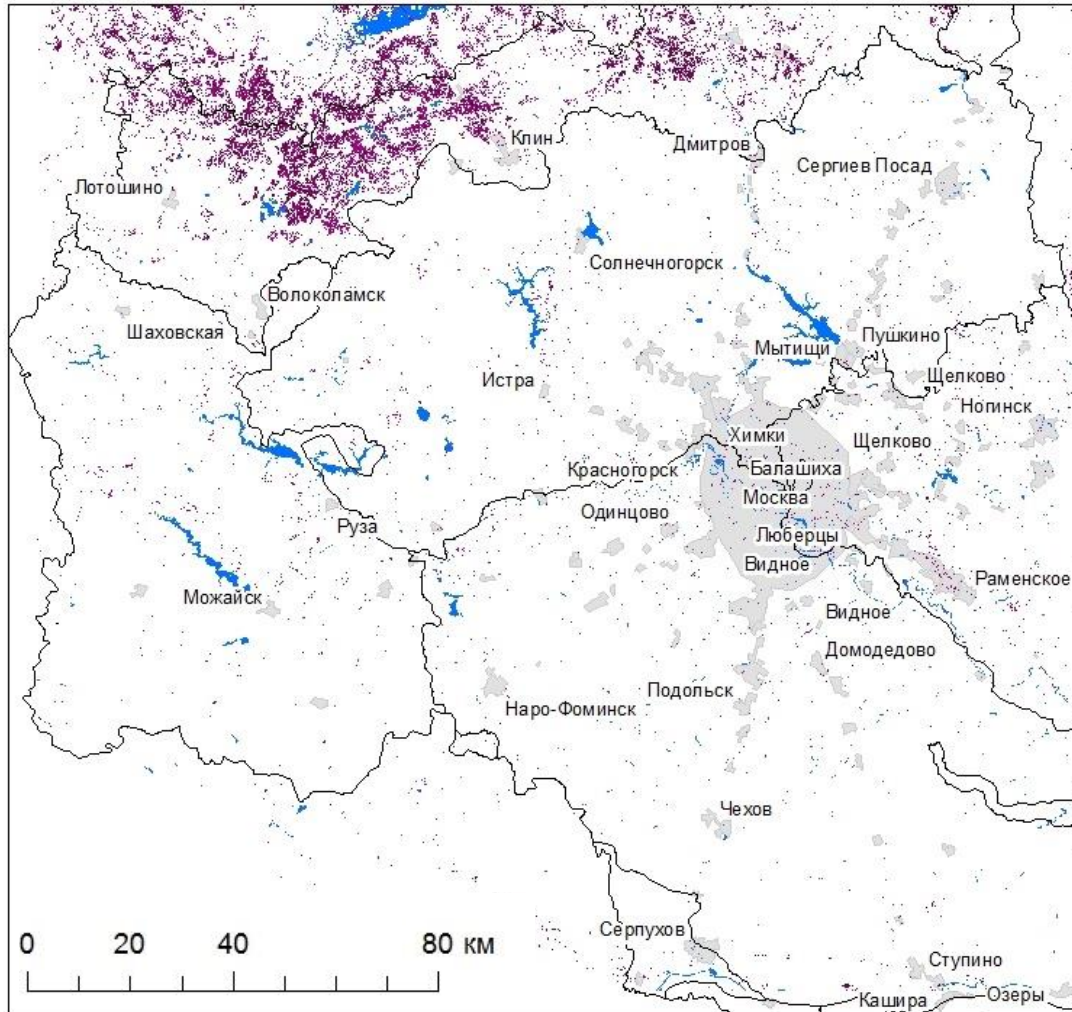 Клин
Дмитров
Сергиев Посад
Лотошино
Солнечногорск
Волоколамск
Шаховская
Пушкино
Мытищи
Щелково
Истра
Ногинск
Химки
Щелково
Красногорск
Балашиха
Москва
Одинцово
Руза
Люберцы
Видное
Раменское
Можайск
Видное
Домодедово
Подольск
Наро-Фоминск
Чехов
Серпухов
0 20 40 80 км
Ступино
Кашира
Озеры